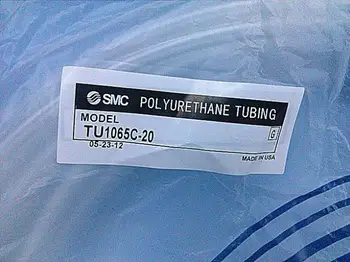 SMC POLYURETHANE TUBING
MODEL
TU1065C-20
05-23-12
G
MADE IN USA